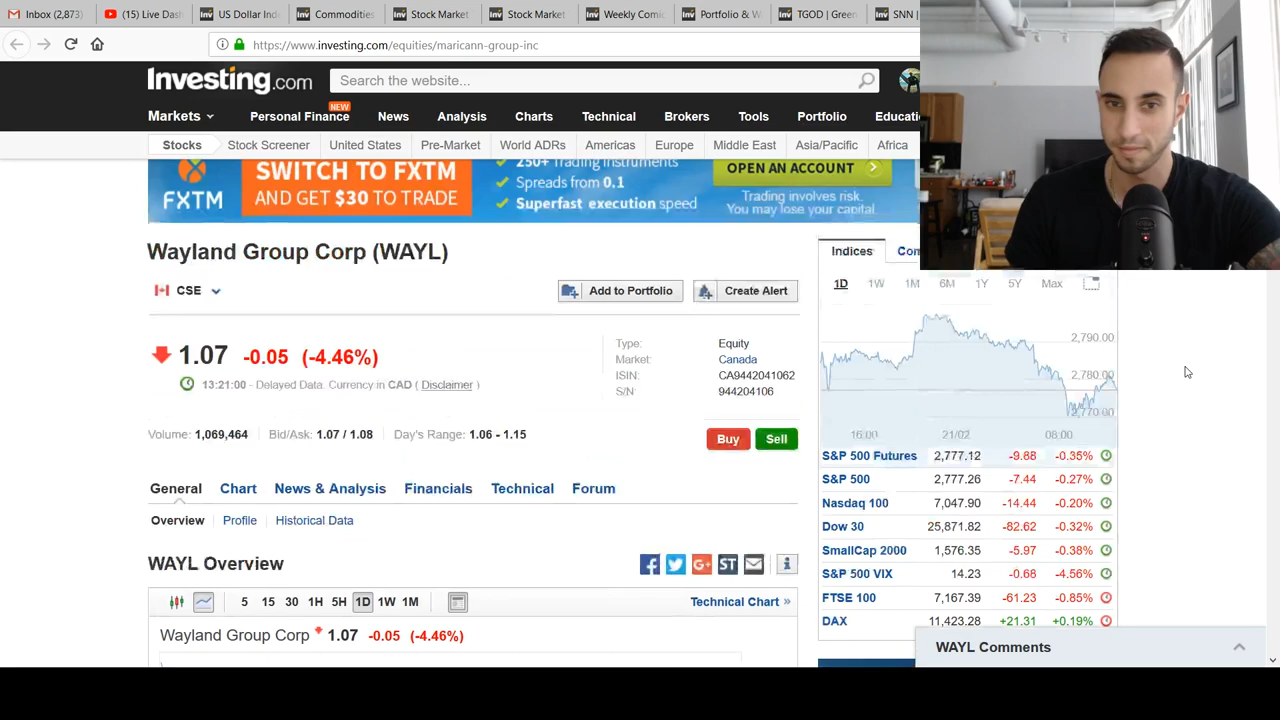 Inbox (2,873)
(15) Live Das
US Dollar Ind
Commodities
Stock Market
Stock Market
Weekly Comi
Portfolio & W
TGOD | Green
SNN |
https://www.investing.com/equities/maricann-group-inc
Investing.com
Search the website...
Markets
Personal Finance
NEW
News
Analysis
Charts
Technical
Brokers
Tools
Portfolio
Educati
Stocks
Stock Screener
United States
Pre-Market
World ADRs
Americas
Europe
Middle East
Asia/Pacific
Africa
FXTM
SWITCH TO FXTM
AND GET $30 TO TRADE
250+ Trading Instruments
Spreads from 0.1
Superfast execution speed
OPEN AN ACCOUNT
Trading involves risk.
You may lose your capital.
Wayland Group Corp (WAYL)
CSE
Add to Portfolio
Create Alert
1.07 -0.05 (-4.46%)
13:21:00 - Delayed Data. Currency in CAD ( Disclaimer )
Type: Equity
Market: Canada
ISIN: CA9442041062
S/N: 944204106
Volume: 1,069,464
Bid/Ask: 1.07 / 1.08
Day's Range: 1.06 - 1.15
Buy
Sell
General
Chart
News & Analysis
Financials
Technical
Forum
Overview
Profile
Historical Data
WAYL Overview
ST
5 15 30 1H 5H 1D 1W 1M
Technical Chart »
Wayland Group Corp 1.07 -0.05 (-4.46%)
Indices
Com
1D 1W 1M 6M 1Y 5Y Max
2,790.00
2,780.00
2,770.00
16:00 21/02 08:00
S&P 500 Futures 2,777.12 -9.88 -0.35%
S&P 500 2,777.26 -7.44 -0.27%
Nasdaq 100 7,047.90 -14.44 -0.20%
Dow 30 25,871.82 -82.62 -0.32%
SmallCap 2000 1,576.35 -5.97 -0.38%
S&P 500 VIX 14.23 -0.68 -4.56%
FTSE 100 7,167.39 -61.23 -0.85%
DAX 11,423.28 +21.31 +0.19%
WAYL Comments